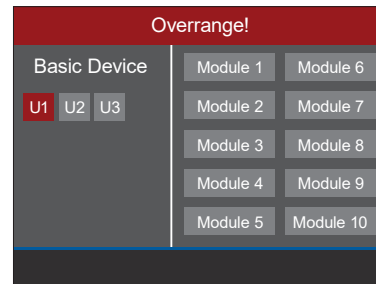 Overrange!
Basic Device
U1 U2 U3
Module 1 Module 6
Module 2 Module 7
Module 3 Module 8
Module 4 Module 9
Module 5 Module 10